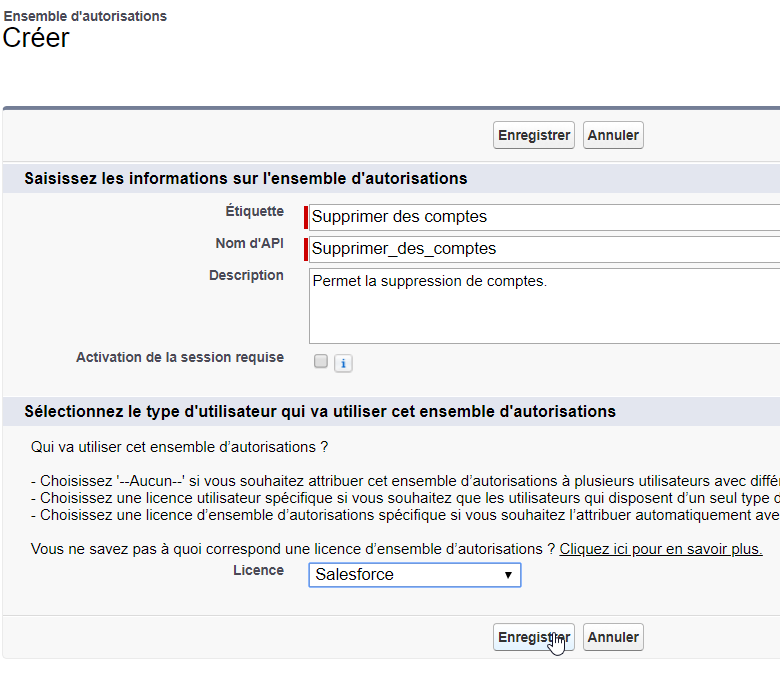 Ensemble d'autorisations
Créer
Enregistrer Annuler
Saisissez les informations sur l'ensemble d'autorisations
Étiquette Supprimer des comptes
Nom d'API Supprimer_des_comptes
Description Permet la suppression de comptes.
Activation de la session requise i
Sélectionnez le type d'utilisateur qui va utiliser cet ensemble d'autorisations
Qui va utiliser cet ensemble d’autorisations ?
- Choisissez '--Aucun--' si vous souhaitez attribuer cet ensemble d’autorisations à plusieurs utilisateurs avec
- Choisissez une licence utilisateur spécifique si vous souhaitez que les utilisateurs qui disposent d’un seul type
- Choisissez une licence d’ensemble d’autorisations spécifique si vous souhaitez l’attribuer automatiquement
Vous ne savez pas à quoi correspond une licence d’ensemble d’autorisations ? Cliquez ici pour en savoir plus.
Licence Salesforce
Enregistrer Annuler